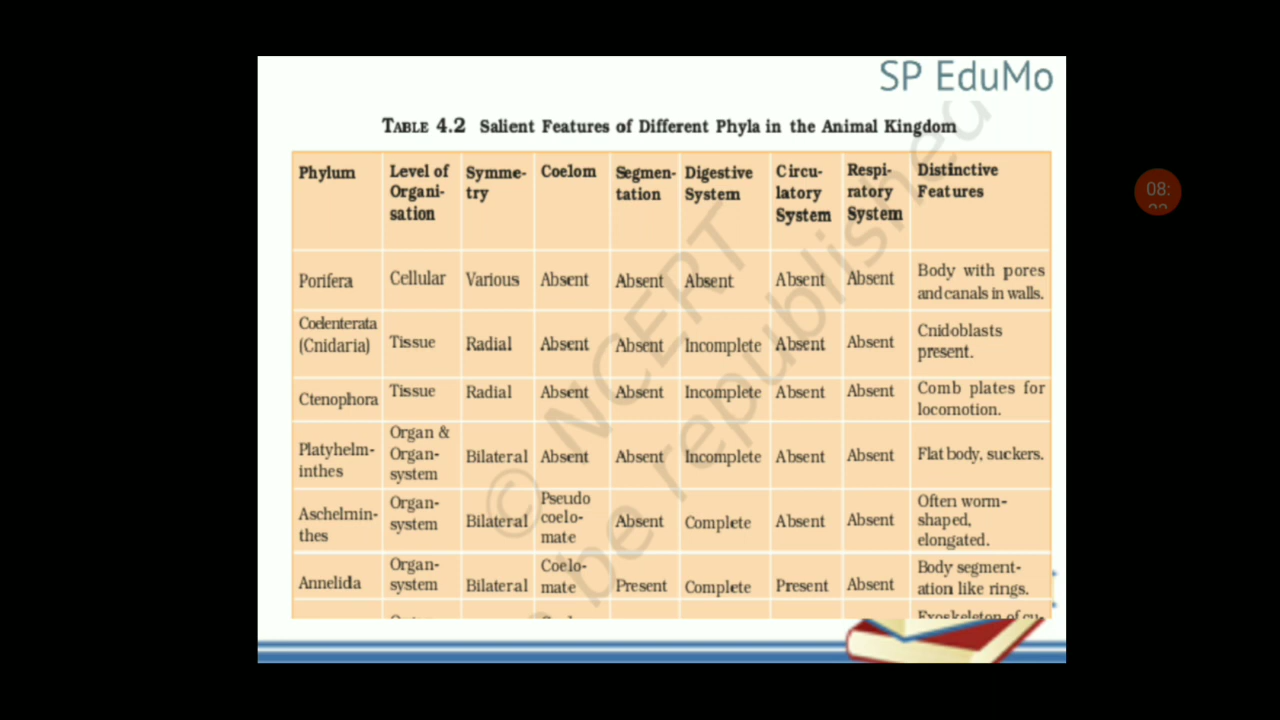 SP EduMo
TABLE 4.2 Salient Features of Different Phyla in the Animal Kingdom
Phylum Level of Organi- sation Symme- try Coelom Segmen- tation Digestive System Circu- latory System Respi- ratory System Distinctive Features
Porifera Cellular Various Absent Absent Absent Absent Absent Body with pores and canals in walls.
Coelenterata (Cnidaria) Tissue Radial Absent Absent Incomplete Absent Absent Cnidoblasts present.
Ctenophora Tissue Radial Absent Absent Incomplete Absent Absent Comb plates for locomotion.
Platyhelm- inthes Organ & Organ- system Bilateral Absent Absent Incomplete Absent Absent Flat body, suckers.
Aschelmin- thes Organ- system Bilateral Pseudo coelo- mate Absent Complete Absent Absent Often worm- shaped, elongated.
Annelida Organ- system Bilateral Coelo- mate Present Complete Present Absent Body segment- ation like rings.
Exoskeleton of cu-
© NCERT
be republished
08: